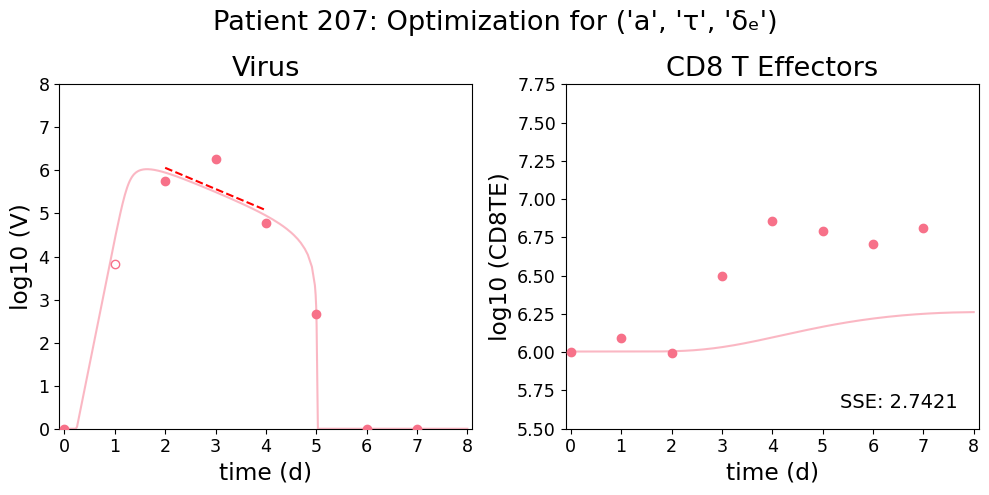 Patient 207: Optimization for ('a', 'τ', 'δₑ')
Virus
CD8 T Effectors
log10 (V)
8
7
6
5
4
3
2
1
0
0 1 2 3 4 5 6 7 8
time (d)
log10 (CD8TE)
7.75
7.50
7.25
7.00
6.75
6.50
6.25
6.00
5.75
5.50
SSE: 2.7421
0 1 2 3 4 5 6 7 8
time (d)